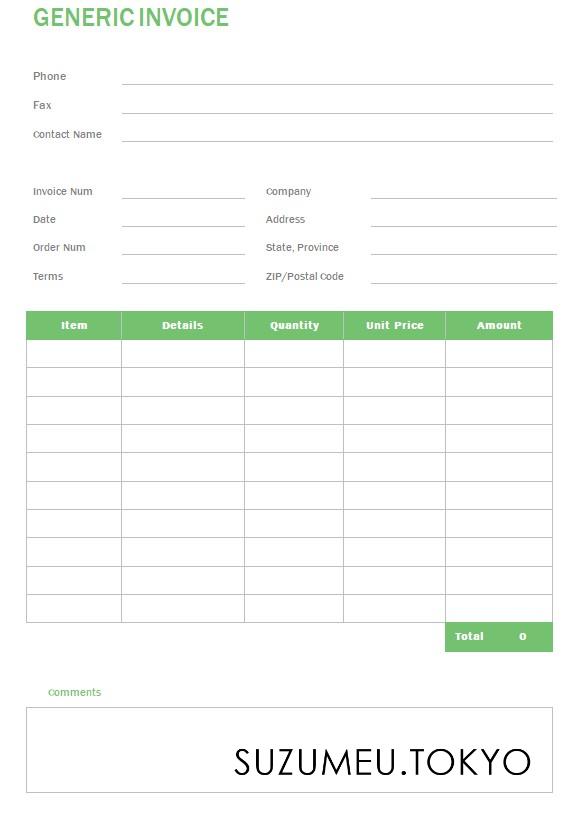 GENERIC INVOICE
Phone
Fax
Contact Name
Invoice Num Company
Date Address
Order Num State, Province
Terms ZIP/Postal Code
Item Details Quantity Unit Price Amount
Total 0
Comments
SUZUMEU.TOKYO